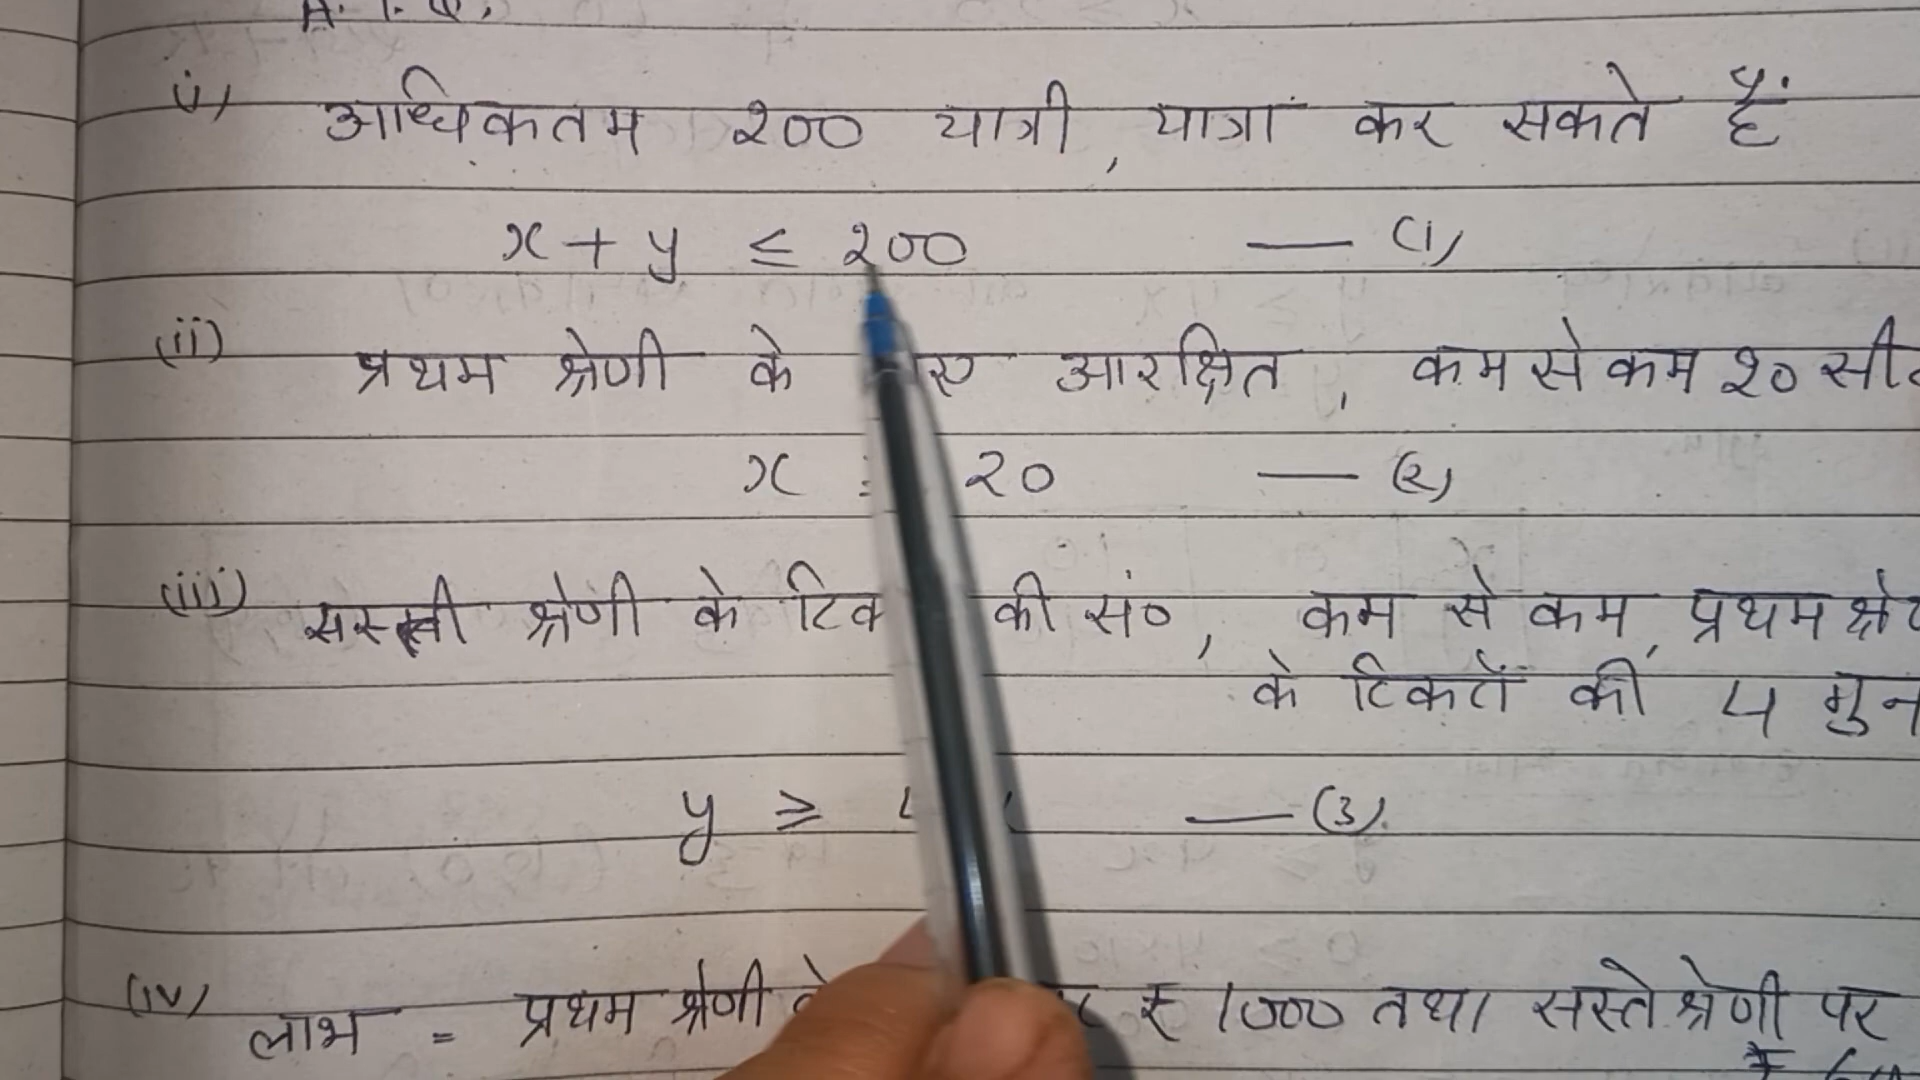 A. T. Q.
(i) अधिकतम 200 यात्री, यात्रा कर सकते हैं
x + y ≤ 200 — (1)
(ii) प्रथम श्रेणी के आरक्षित, कम से कम 20
x 20 — (2)
(iii) सस्ती श्रेणी के की सं०, कम से कम, प्रथम
के टिकटों की 4
y ≥ — (3).
(iv) लाभ = प्रथम श्रेणी ₹ 1000 तथा सस्ते श्रेणी पर
₹